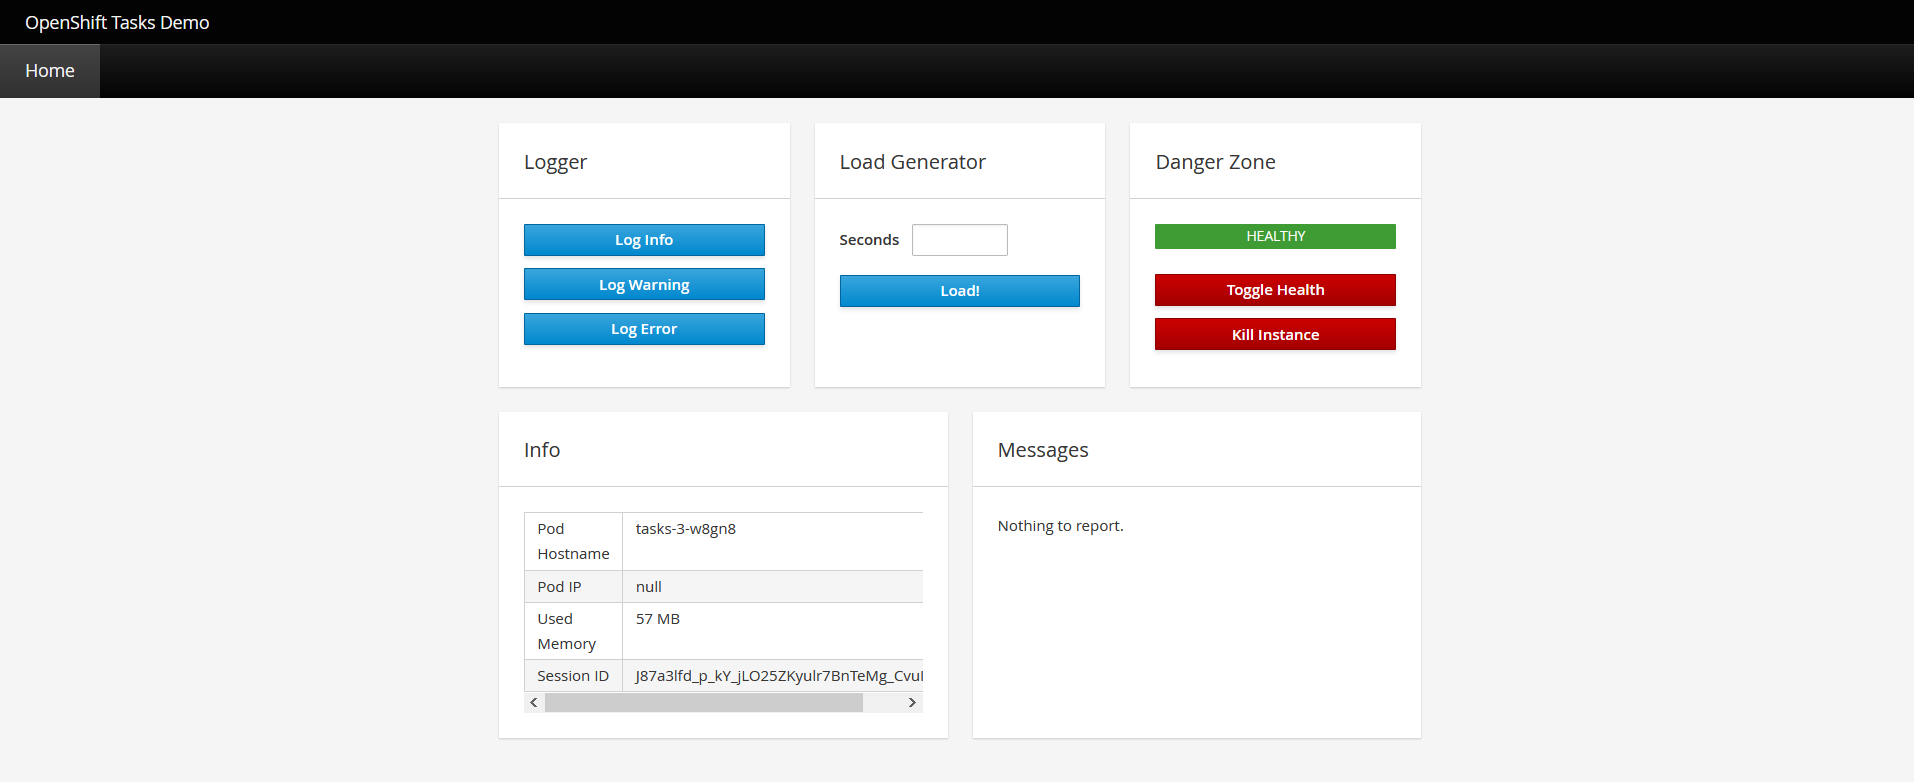 OpenShift Tasks Demo
Home
Logger
Log Info
Log Warning
Log Error
Load Generator
Seconds
Load!
Danger Zone
HEALTHY
Toggle Health
Kill Instance
Info
Pod Hostname tasks-3-w8gn8
Pod IP null
Used Memory 57 MB
Session ID
Messages
Nothing to report.